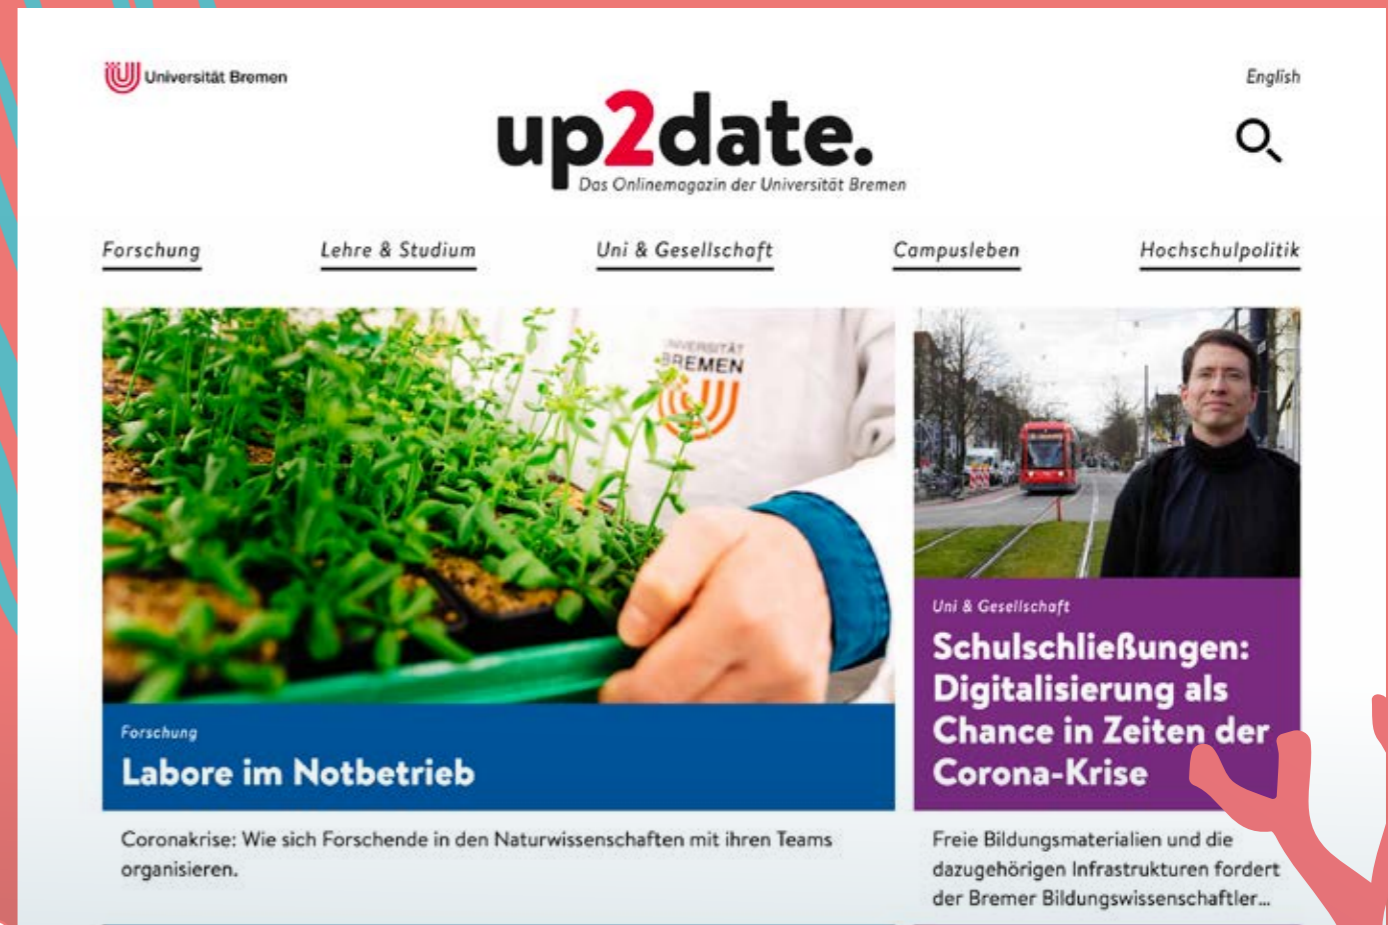 Universität Bremen
English
up2date.
Das Onlinemagazin der Universität Bremen
Forschung
Lehre & Studium
Uni & Gesellschaft
Campusleben
Hochschulpolitik
UNIVERSITÄT
BREMEN
Forschung
Labore im Notbetrieb
Coronakrise: Wie sich Forschende in den Naturwissenschaften mit ihren Teams
organisieren.
Uni & Gesellschaft
Schulschließungen:
Digitalisierung als
Chance in Zeiten der
Corona-Krise
Freie Bildungsmaterialien und die
dazugehörigen Infrastrukturen fordert
der Bremer Bildungswissenschaftler...